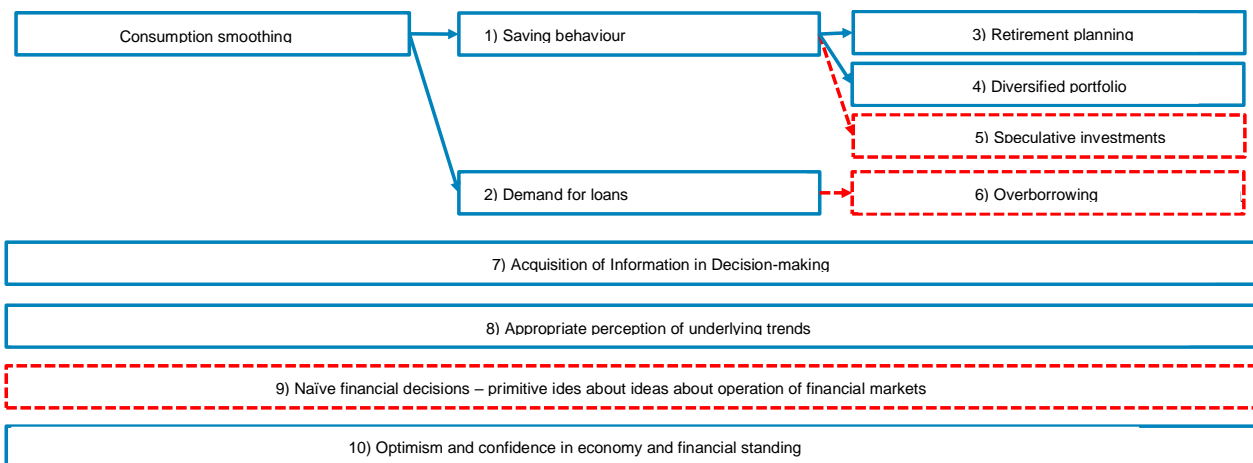 Consumption smoothing
1) Saving behaviour
3) Retirement planning
4) Diversified portfolio
5) Speculative investments
2) Demand for loans
6) Overborrowing
7) Acquisition of Information in Decision-making
8) Appropriate perception of underlying trends
9) Naïve financial decisions – primitive ides about ideas about operation of financial markets
10) Optimism and confidence in economy and financial standing